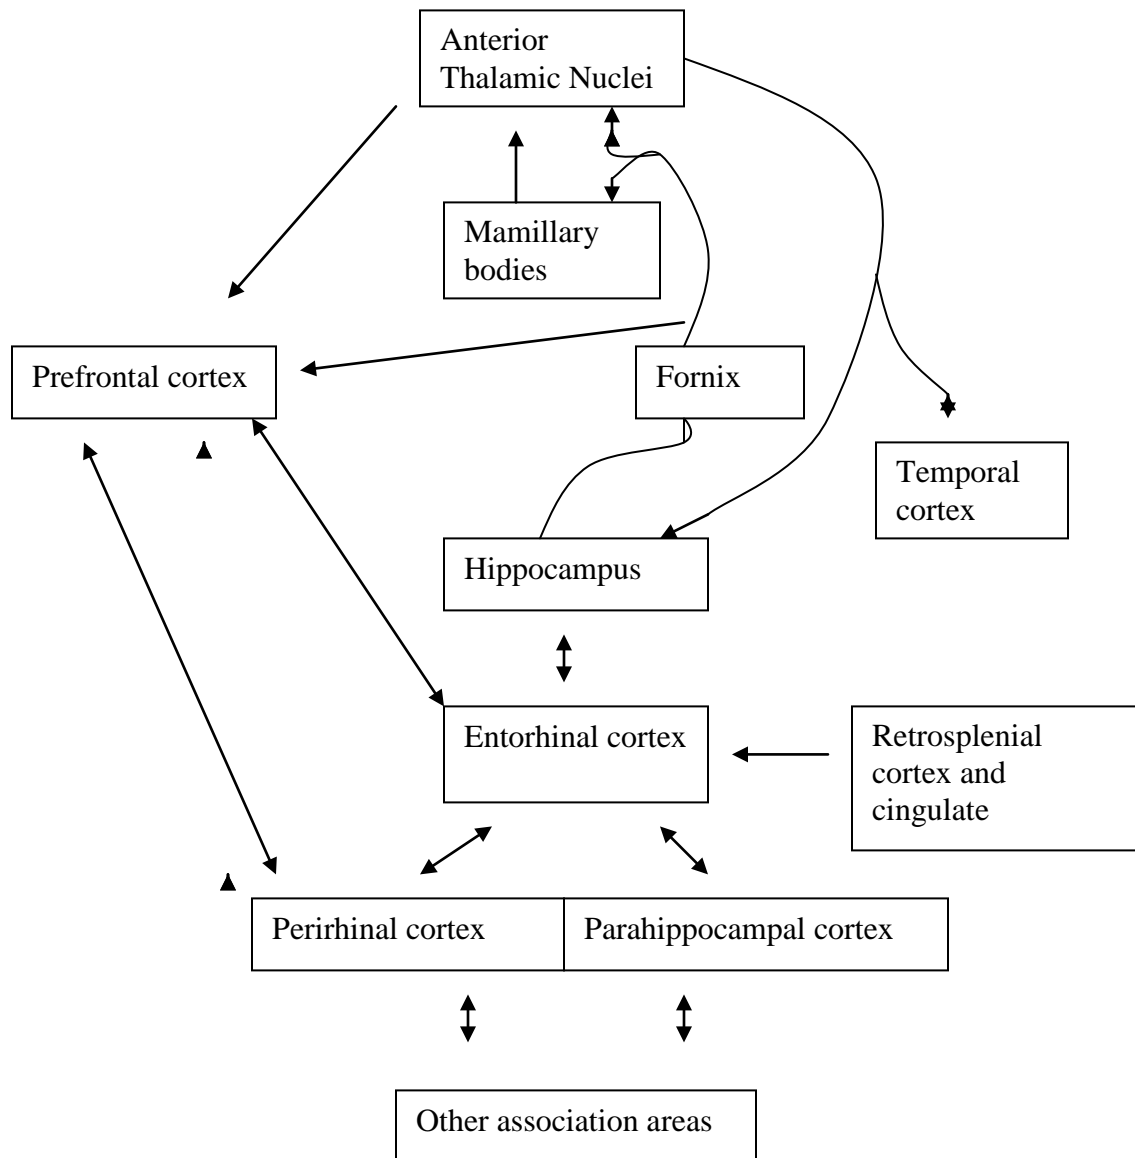 Anterior
Thalamic Nuclei
Mamillary
bodies
Prefrontal cortex
Fornix
Temporal
cortex
Hippocampus
Entorhinal cortex
Retrosplenial
cortex and
cingulate
Perirhinal cortex
Parahippocampal cortex
Other association areas